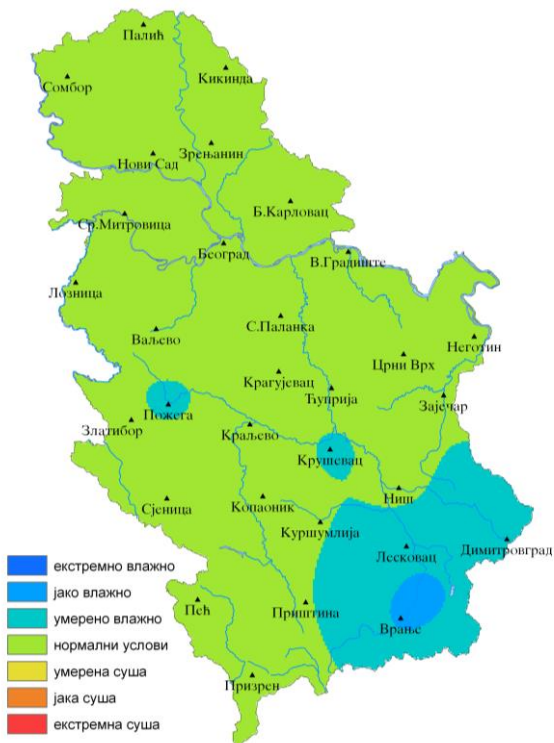 Палић
Сомбор
Кикинда
Зрењанин
Нови Сад
Б.Карловац
Ср.Митровица
Београд
В.Градиште
Лозница
С.Паланка
Ваљево
Неготин
Црни Врх
Крагујевац
Ћуприја
Зајечар
Пожега
Златибор
Краљево
Крушевац
Ниш
Сјеница
Копаоник
Куршумлија
Лесковац
Димитровград
Пећ
Приштина
Врање
Призрен
екстремно влажно
јако влажно
умерено влажно
нормални услови
умерена суша
јака суша
екстремна суша